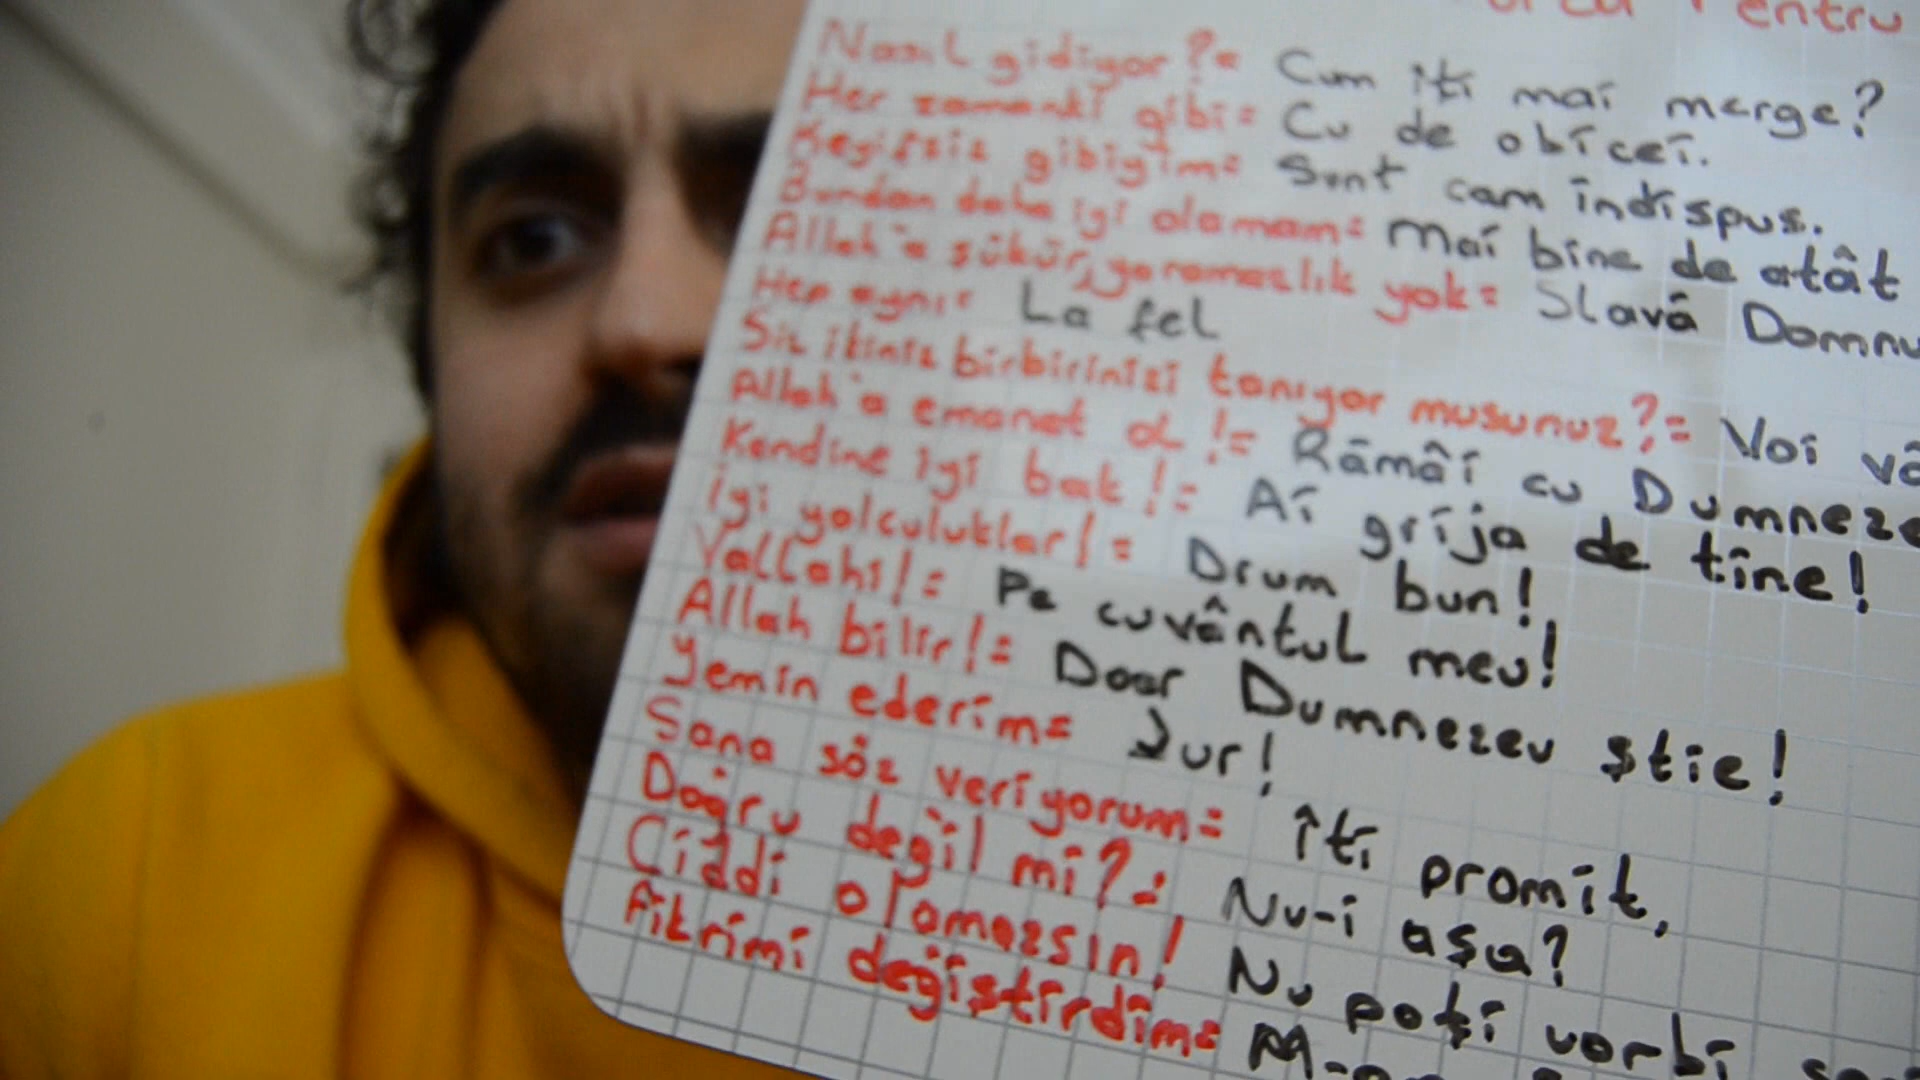 Pentru
Nasıl gidiyor?= Cum îți mai merge?
Her zamanki gibi= Cu de obicei.
Keyifsiz gibiyim= Sunt cam indispus.
Bundan daha iyi olamam= Mai bine de atât
Allah'a şükür, yaramazlık yok= Slavă Domnu
Hep aynı= La fel
Siz ikiniz birbirinizi tanıyor musunuz?= Voi vă
Allah'a emanet ol!= Rămâi cu Dumneze
Kendine iyi bak!= Ai grija de tine!
İyi yolculuklar!= Drum bun!
Vallahi!= Pe cuvântul meu!
Allah bilir!= Doar Dumnezeu știe!
Yemin ederim= Jur!
Sana söz veriyorum= Îți promit.
Doğru değil mi?= Nu-i așa?
Ciddi olamazsın! Nu poți vorbi
Fikrimi değiştirdim= M-